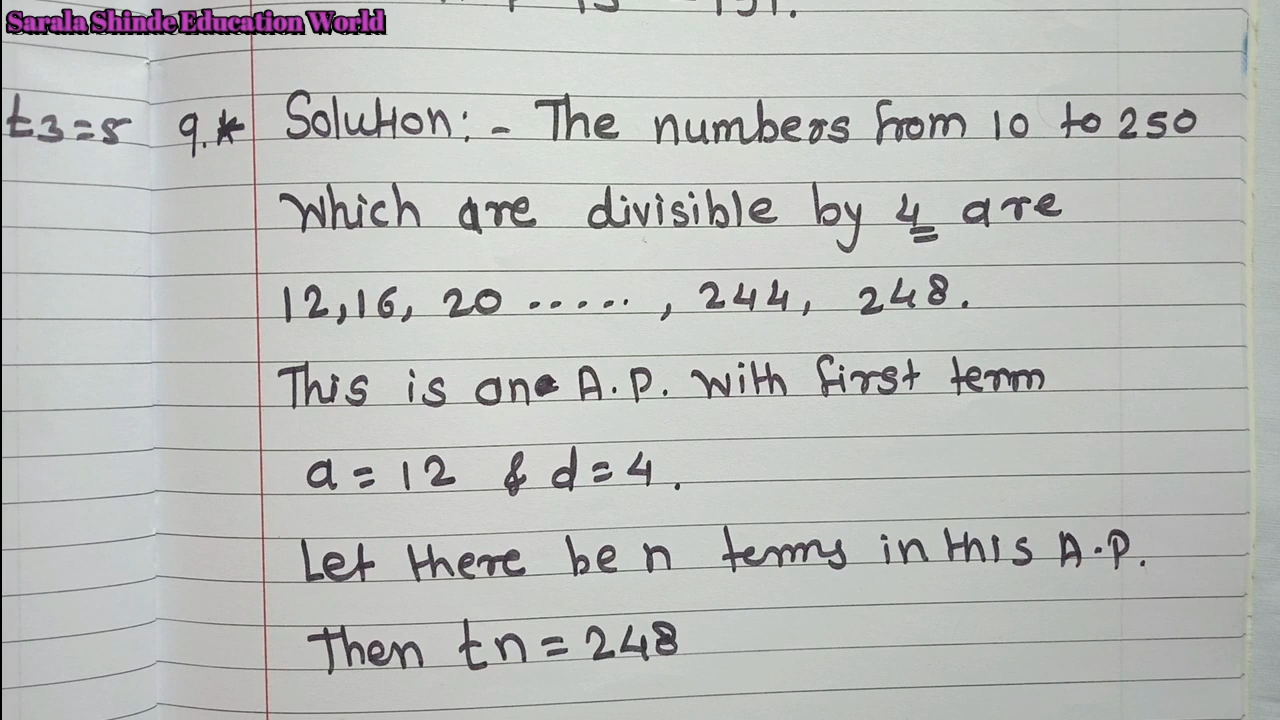 Sarala Shinde Education World
t3=5 9.* Solution:- The numbers from 10 to 250
which are divisible by 4 are
12,16, 20 ....., 244, 248.
This is an A.P. with first term
a=12 & d=4.
Let there be n terms in this A.P.
Then tn=248